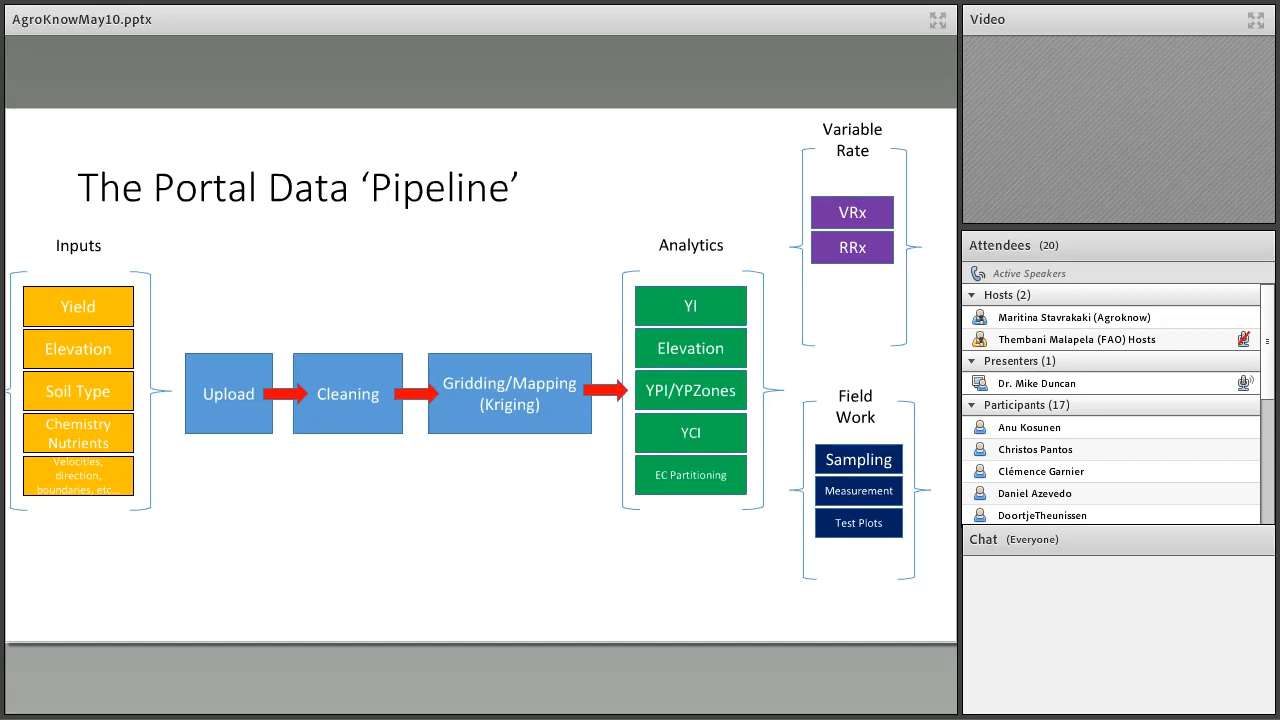 AgroKnowMay10.pptx
The Portal Data ‘Pipeline’
Inputs
Yield
Elevation
Soil Type
Chemistry
Nutrients
Velocities,
direction,
boundaries, etc...
Upload
Cleaning
Gridding/Mapping
(Kriging)
Analytics
YI
Elevation
YPI/YPZones
YCI
EC Partitioning
Variable
Rate
VRx
RRx
Field
Work
Sampling
Measurement
Test Plots
Video
Attendees (20)
Active Speakers
Hosts (2)
Maritina Stavrakaki (Agroknow)
Thembani Malapela (FAO) Hosts
Presenters (1)
Dr. Mike Duncan
Participants (17)
Anu Kosunen
Christos Pantos
Clémence Garnier
Daniel Azevedo
DoortjeTheunissen
Chat (Everyone)